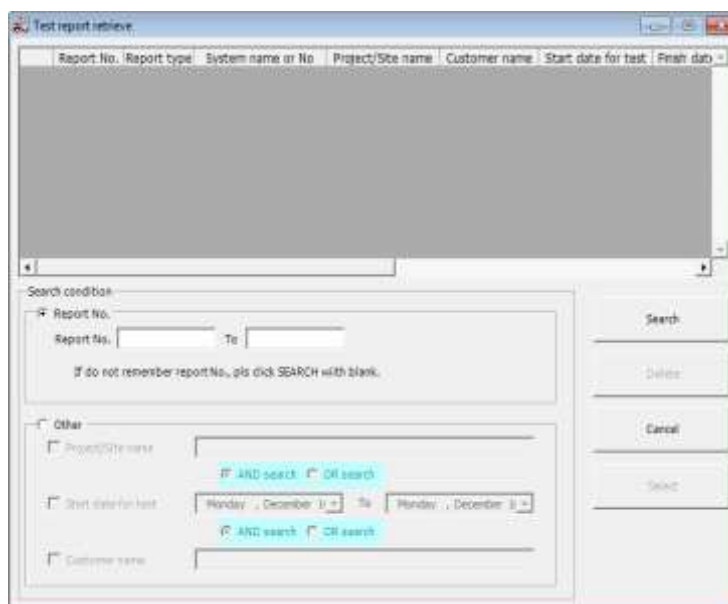 Test report retrieve
Report No. Report type System name or No Project/Site name Customer name Start date for test Finish date
Search condition
Report No.
Report No. To
If do not remember report No., pls click SEARCH with blank.
Search
Delete
Cancel
Select
Other
Project/Site name
AND search OR search
Start date for test Monday , December To Monday , December
AND search OR search
Customer name